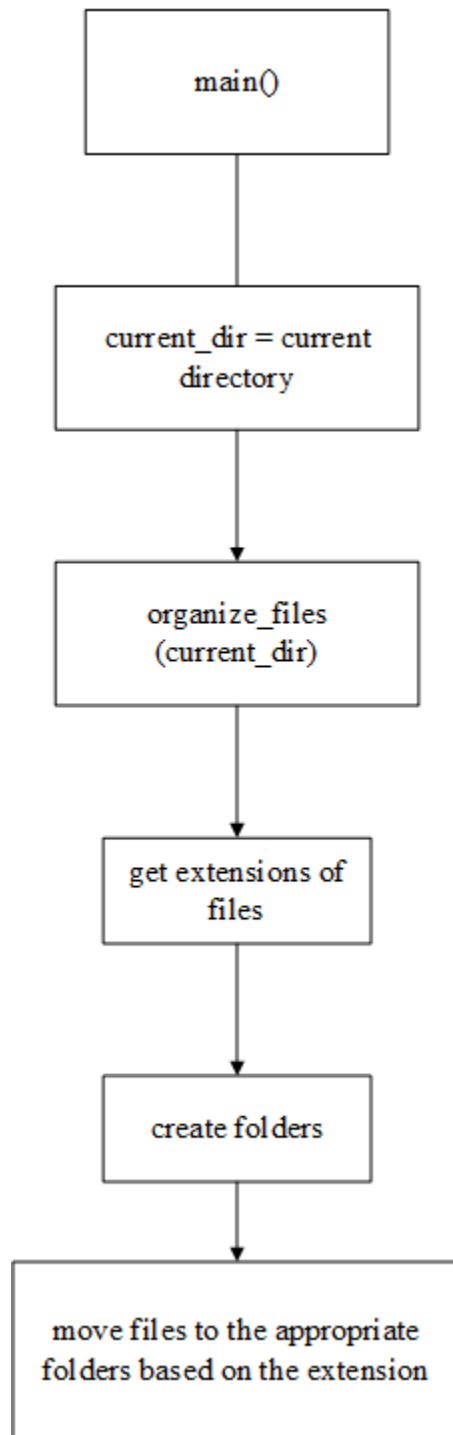 main()
current_dir = current
directory
organize_files
(current_dir)
get extensions of
files
create folders
move files to the appropriate
folders based on the extension